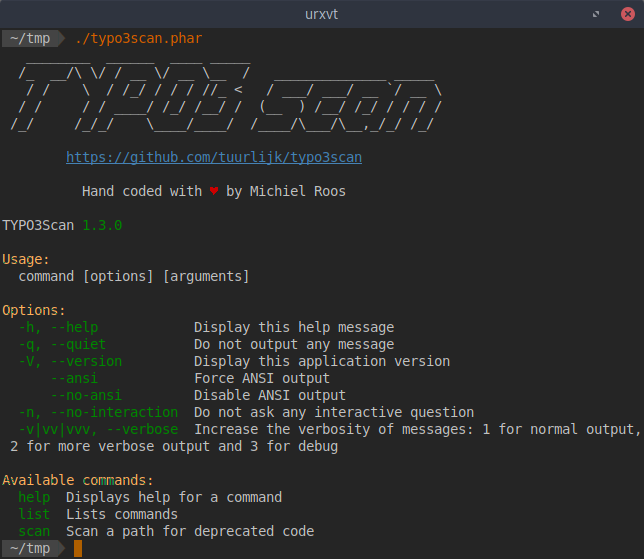 urxvt
~/tmp ./typo3scan.phar
TYPO3 scan
https://github.com/tuurlijk/typo3scan
Hand coded with ♥ by Michiel Roos
TYPO3Scan 1.3.0
Usage:
command [options] [arguments]
Options:
-h, --help Display this help message
-q, --quiet Do not output any message
-V, --version Display this application version
--ansi Force ANSI output
--no-ansi Disable ANSI output
-n, --no-interaction Do not ask any interactive question
-v|vv|vvv, --verbose Increase the verbosity of messages: 1 for normal output,
2 for more verbose output and 3 for debug
Available commands:
help Displays help for a command
list Lists commands
scan Scan a path for deprecated code
~/tmp